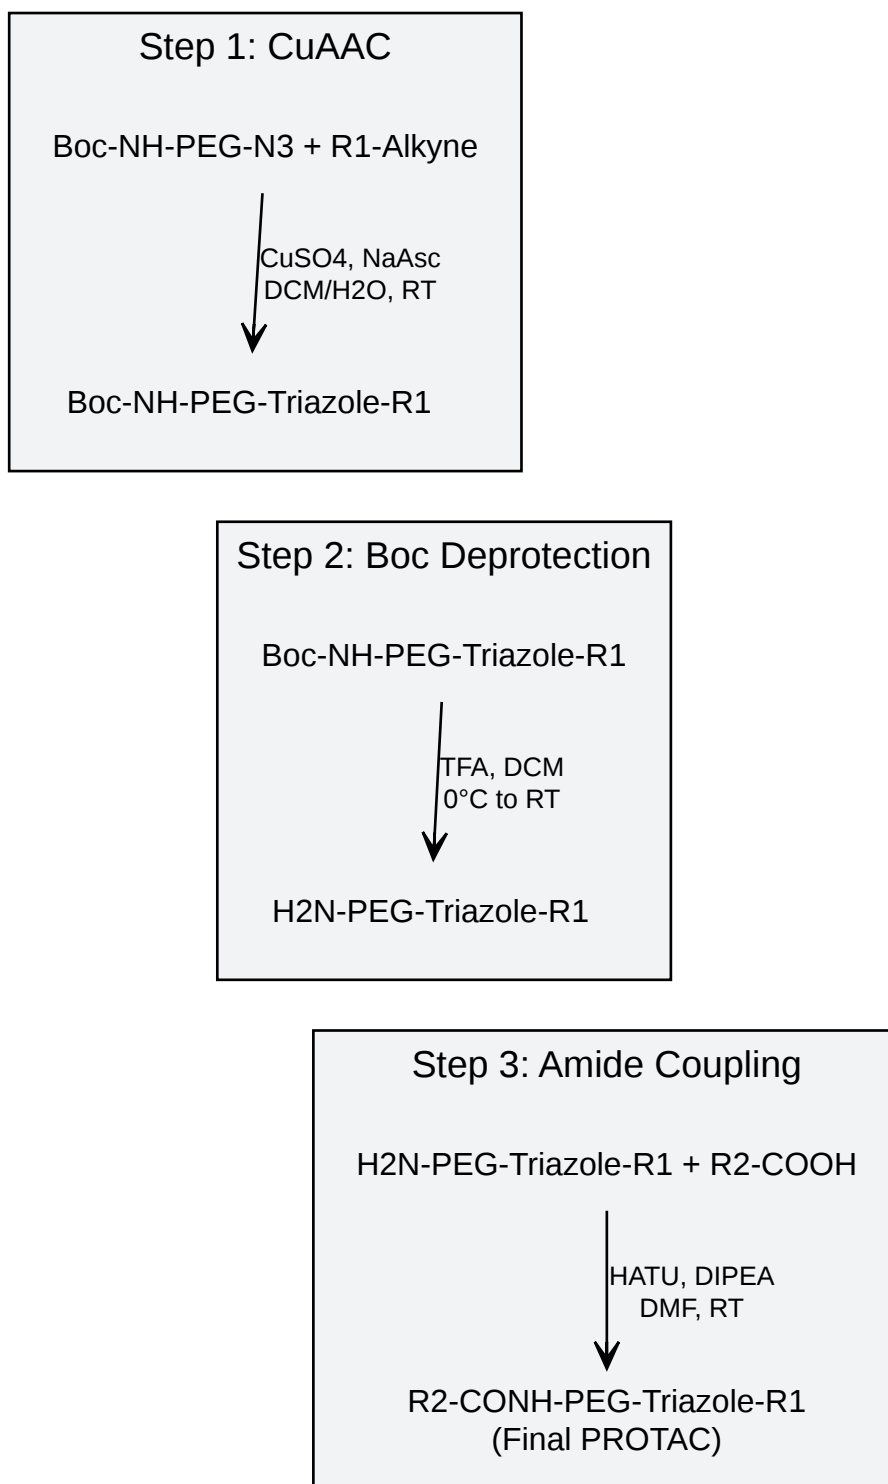 Step 1: CuAAC
Boc-NH-PEG-N3 + R1-Alkyne
CuSO4, NaAsc
DCM/H2O, RT
Boc-NH-PEG-Triazole-R1
Step 2: Boc Deprotection
Boc-NH-PEG-Triazole-R1
TFA, DCM
0°C to RT
H2N-PEG-Triazole-R1
Step 3: Amide Coupling
H2N-PEG-Triazole-R1 + R2-COOH
HATU, DIPEA
DMF, RT
R2-CONH-PEG-Triazole-R1
(Final PROTAC)